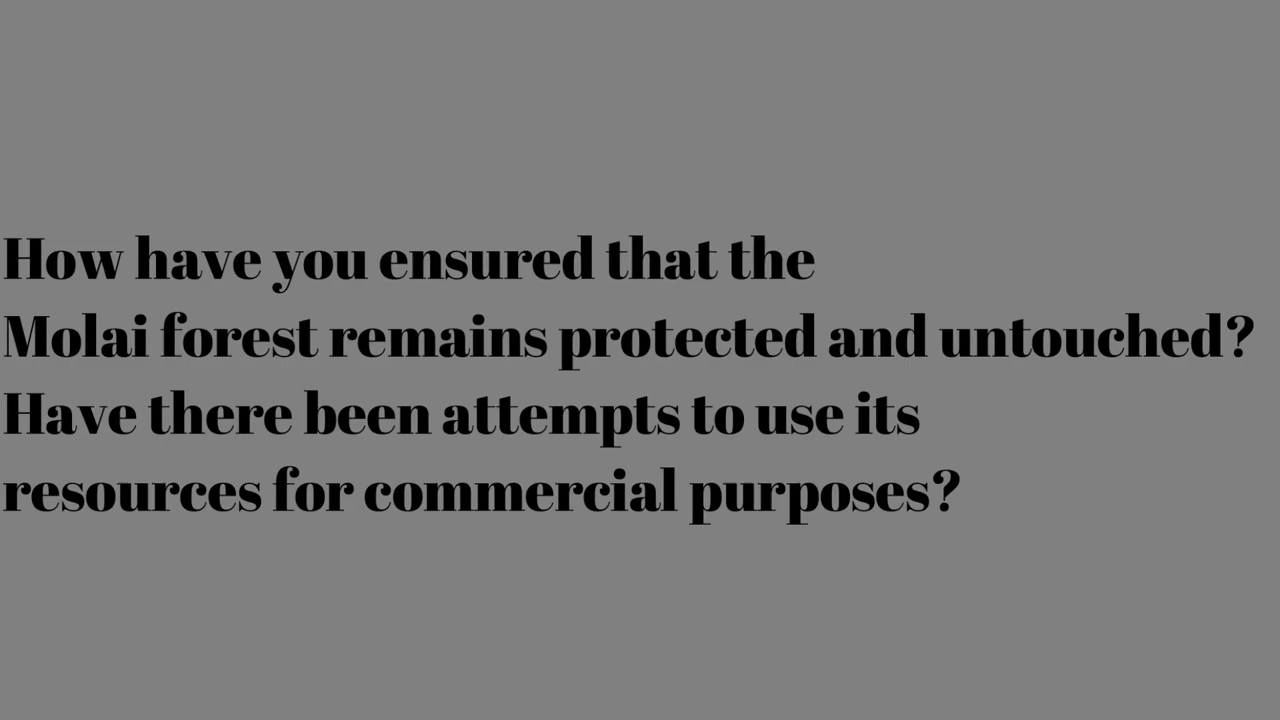 How have you ensured that the
Molai forest remains protected and untouched?
Have there been attempts to use its
resources for commercial purposes?